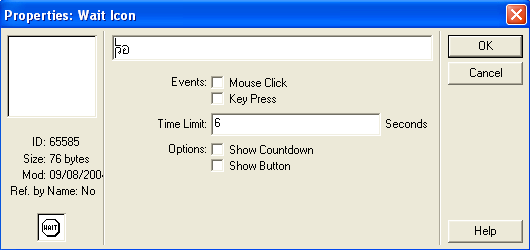 Properties: Wait Icon
รอ
OK
Cancel
Events:
Mouse Click
Key Press
Time Limit: 6 Seconds
Options:
Show Countdown
Show Button
ID: 65585
Size: 76 bytes
Mod: 09/08/2004
Ref. by Name: No
WAIT
Help